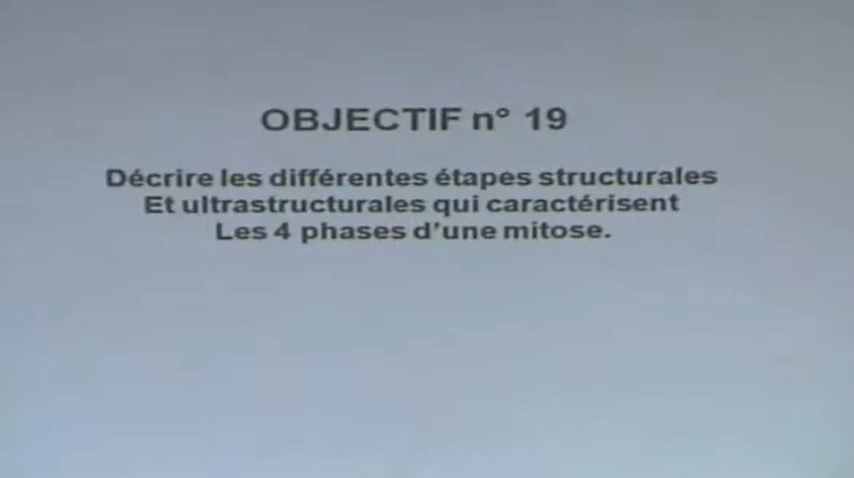 OBJECTIF n° 19
Décrire les différentes étapes structurales
Et ultrastructurales qui caractérisent
Les 4 phases d'une mitose.